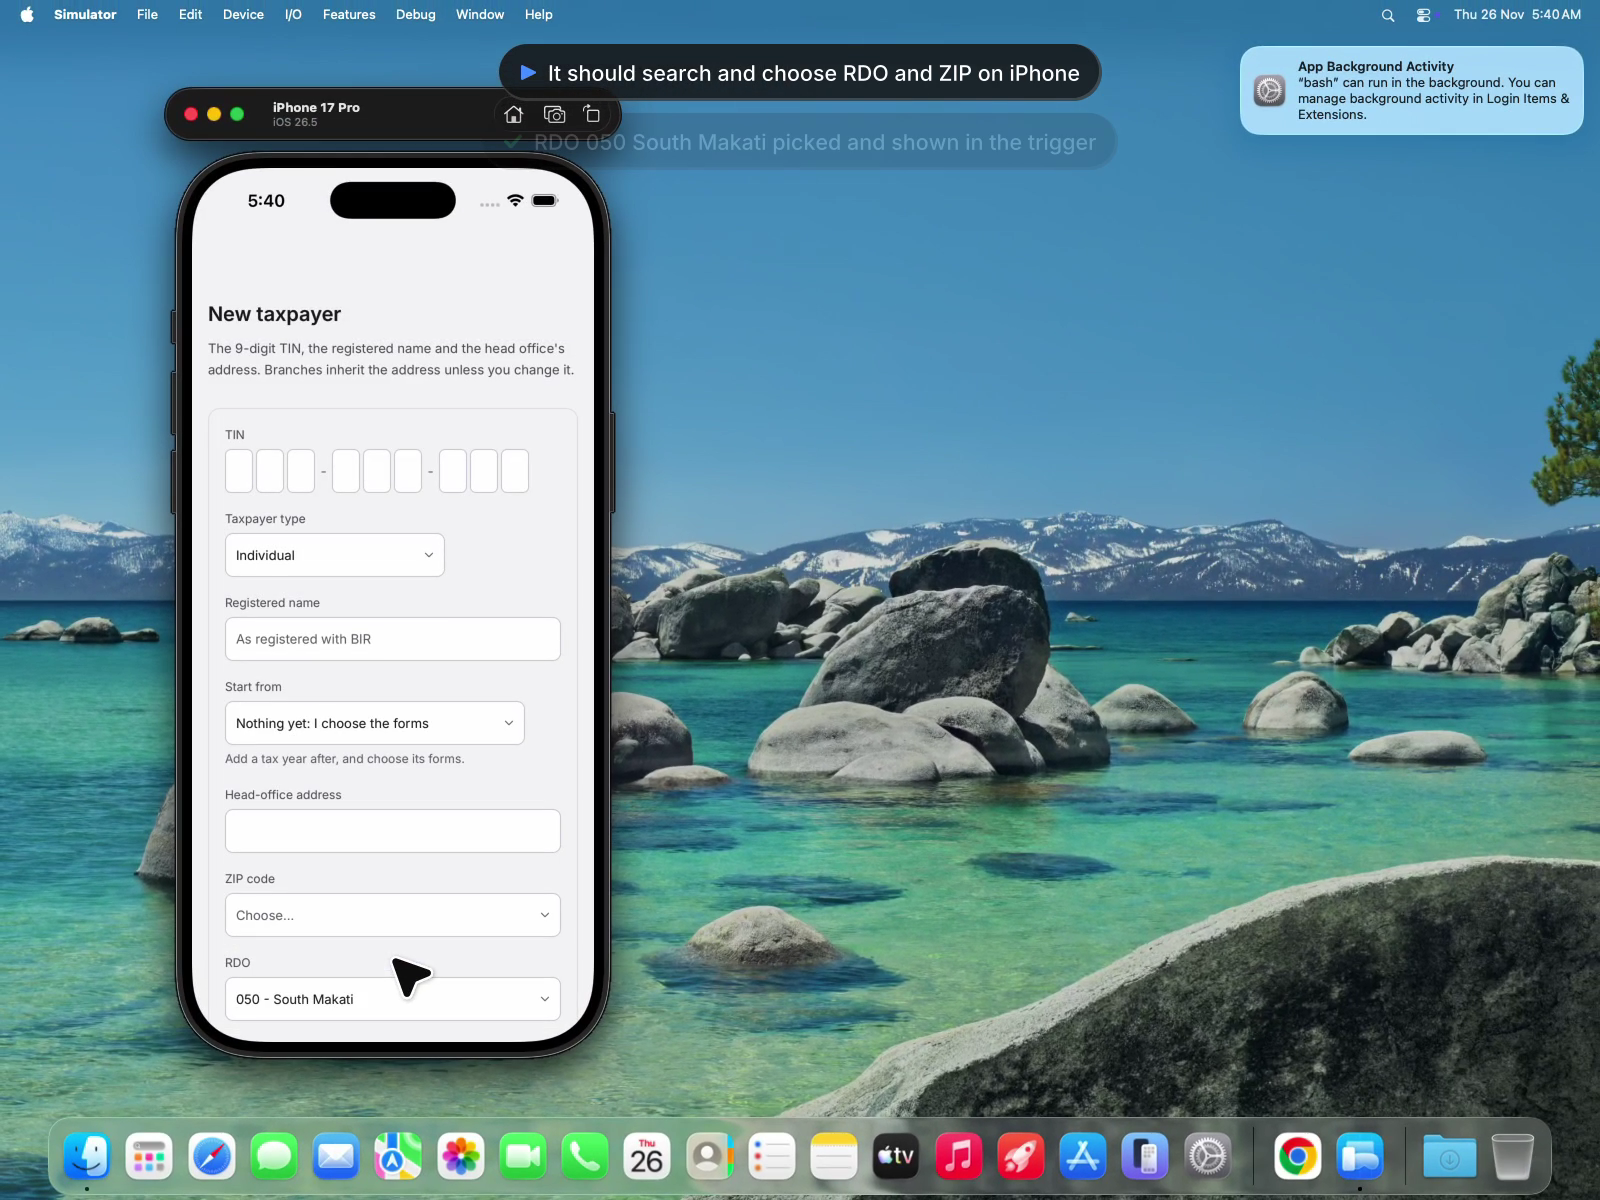 Simulator File Edit Device I/O Features Debug Window Help
Thu 26 Nov 5:40 AM
It should search and choose RDO and ZIP on iPhone
RDO 050 South Makati picked and shown in the trigger
App Background Activity
“bash” can run in the background. You can
manage background activity in Login Items &
Extensions.
iPhone 17 Pro
iOS 26.5
5:40
New taxpayer
The 9-digit TIN, the registered name and the head office's
address. Branches inherit the address unless you change it.
TIN
- -
Taxpayer type
Individual
Registered name
As registered with BIR
Start from
Nothing yet: I choose the forms
Add a tax year after, and choose its forms.
Head-office address
ZIP code
Choose...
RDO
050 - South Makati
Thu
26
tv